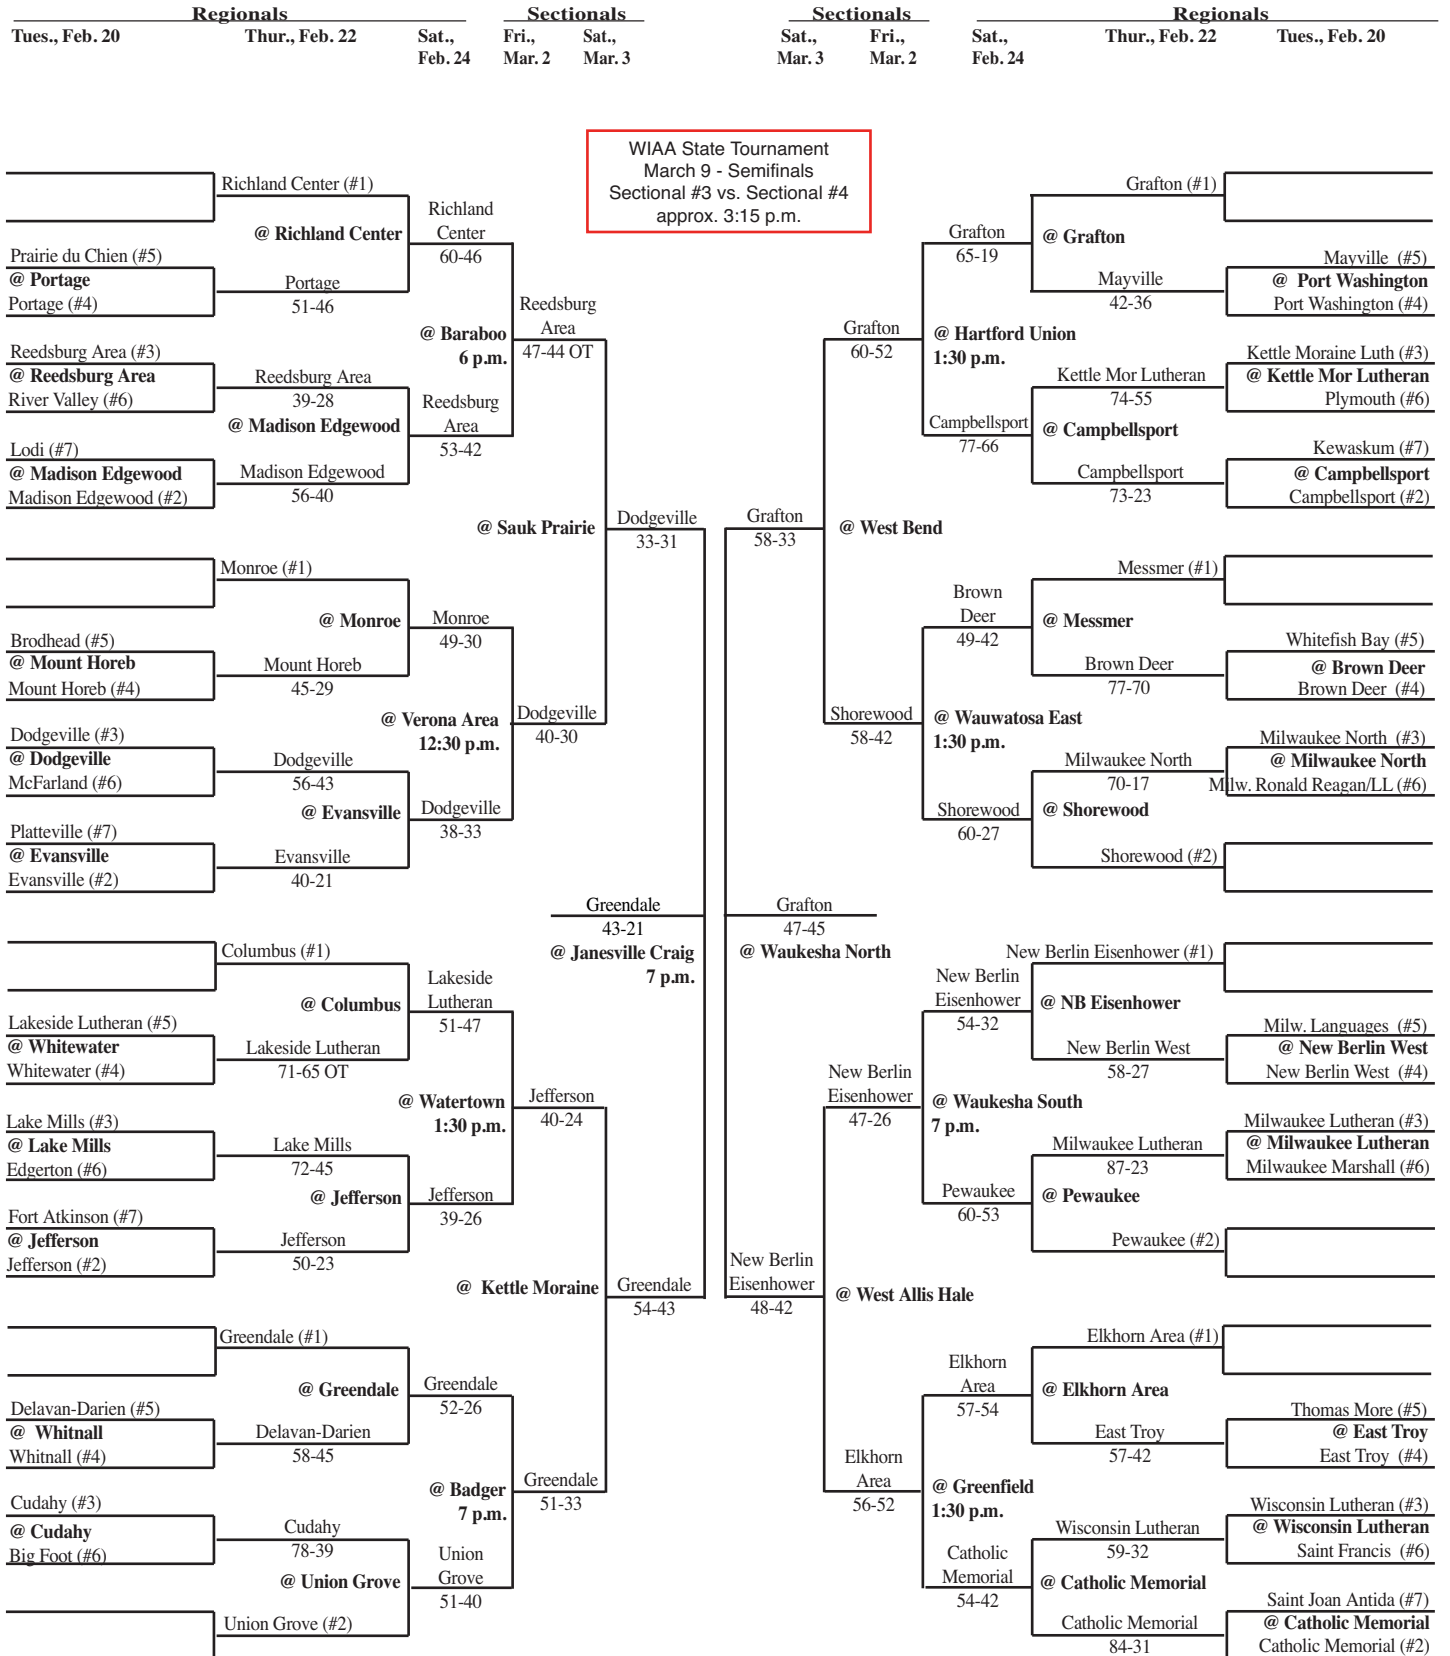 Regionals
Sectionals
Sectionals
Regionals
Tues., Feb. 20
Thur., Feb. 22
Sat.,
Feb. 24
Fri.,
Mar. 2
Sat.,
Mar. 3
Sat.,
Mar. 3
Fri.,
Mar. 2
Sat.,
Feb. 24
Thur., Feb. 22
Tues., Feb. 20
WIAA State Tournament
March 9 - Semifinals
Sectional #3 vs. Sectional #4
approx. 3:15 p.m.
Richland Center (#1)
@ Richland Center
Richland
Center
60-46
Prairie du Chien (#5)
@ Portage
Portage (#4)
Portage
51-46
@ Baraboo
6 p.m.
Reedsburg
Area
47-44 OT
Reedsburg Area (#3)
@ Reedsburg Area
River Valley (#6)
Reedsburg Area
39-28
@ Madison Edgewood
Reedsburg
Area
53-42
Lodi (#7)
@ Madison Edgewood
Madison Edgewood (#2)
Madison Edgewood
56-40
@ Sauk Prairie
Dodgeville
33-31
Monroe (#1)
@ Monroe
Monroe
49-30
Brodhead (#5)
@ Mount Horeb
Mount Horeb (#4)
Mount Horeb
45-29
@ Verona Area
12:30 p.m.
Dodgeville
40-30
Dodgeville (#3)
@ Dodgeville
McFarland (#6)
Dodgeville
56-43
@ Evansville
Dodgeville
38-33
Platteville (#7)
@ Evansville
Evansville (#2)
Evansville
40-21
Greendale
43-21
@ Janesville Craig
7 p.m.
Columbus (#1)
@ Columbus
Lakeside
Lutheran
51-47
Lakeside Lutheran (#5)
@ Whitewater
Whitewater (#4)
Lakeside Lutheran
71-65 OT
@ Watertown
1:30 p.m.
Jefferson
40-24
Lake Mills (#3)
@ Lake Mills
Edgerton (#6)
Lake Mills
72-45
@ Jefferson
Jefferson
39-26
Fort Atkinson (#7)
@ Jefferson
Jefferson (#2)
Jefferson
50-23
@ Kettle Moraine
Greendale
54-43
Greendale (#1)
@ Greendale
Greendale
52-26
Delavan-Darien (#5)
@ Whitnall
Whitnall (#4)
Delavan-Darien
58-45
@ Badger
7 p.m.
Greendale
51-33
Cudahy (#3)
@ Cudahy
Big Foot (#6)
Cudahy
78-39
@ Union Grove
Union
Grove
51-40
Union Grove (#2)
Grafton (#1)
Grafton
65-19
@ Grafton
Mayville (#5)
@ Port Washington
Port Washington (#4)
Mayville
42-36
Grafton
60-52
@ Hartford Union
1:30 p.m.
Kettle Moraine Luth (#3)
@ Kettle Mor Lutheran
Plymouth (#6)
Kettle Mor Lutheran
74-55
Campbellsport
77-66
@ Campbellsport
Kewaskum (#7)
@ Campbellsport
Campbellsport (#2)
Campbellsport
73-23
Grafton
58-33
@ West Bend
Messmer (#1)
Brown
Deer
49-42
@ Messmer
Whitefish Bay (#5)
@ Brown Deer
Brown Deer (#4)
Brown Deer
77-70
Shorewood
58-42
@ Wauwatosa East
1:30 p.m.
Milwaukee North (#3)
@ Milwaukee North
Milw. Ronald Reagan/LL (#6)
Milwaukee North
70-17
Shorewood
60-27
@ Shorewood
Shorewood (#2)
Grafton
47-45
@ Waukesha North
New Berlin Eisenhower (#1)
New Berlin
Eisenhower
54-32
@ NB Eisenhower
Milw. Languages (#5)
@ New Berlin West
New Berlin West (#4)
New Berlin West
58-27
New Berlin
Eisenhower
47-26
@ Waukesha South
7 p.m.
Milwaukee Lutheran (#3)
@ Milwaukee Lutheran
Milwaukee Marshall (#6)
Milwaukee Lutheran
87-23
Pewaukee
60-53
@ Pewaukee
Pewaukee (#2)
New Berlin
Eisenhower
48-42
@ West Allis Hale
Elkhorn Area (#1)
Elkhorn
Area
57-54
@ Elkhorn Area
Thomas More (#5)
@ East Troy
East Troy (#4)
East Troy
57-42
Elkhorn
Area
56-52
@ Greenfield
1:30 p.m.
Wisconsin Lutheran (#3)
@ Wisconsin Lutheran
Saint Francis (#6)
Wisconsin Lutheran
59-32
Catholic
Memorial
54-42
@ Catholic Memorial
Saint Joan Antida (#7)
@ Catholic Memorial
Catholic Memorial (#2)
Catholic Memorial
84-31